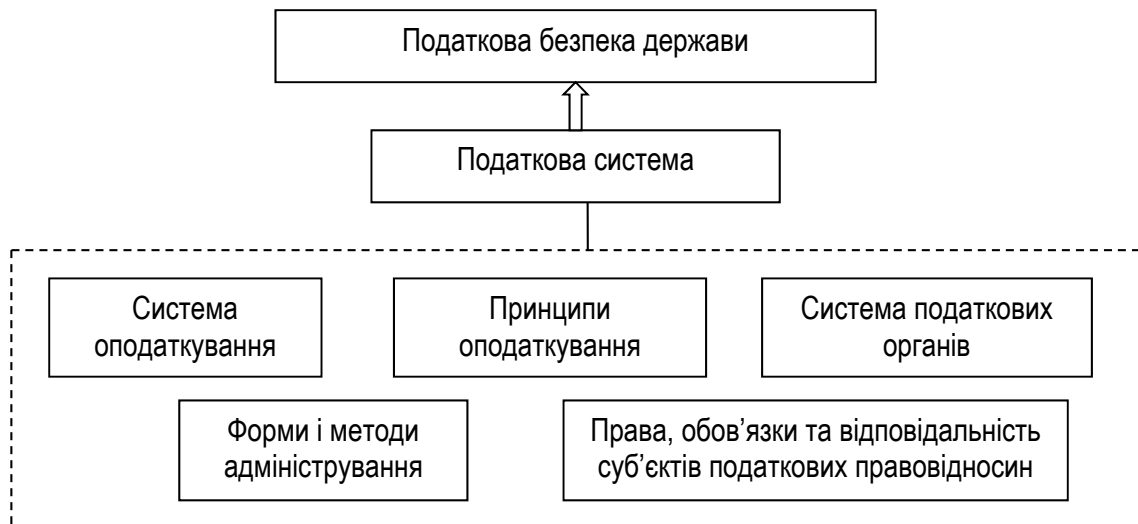 Податкова безпека держави
Податкова система
Система
оподаткування
Принципи
оподаткування
Система податкових
органів
Форми і методи
адміністрування
Права, обов’язки та відповідальність
суб’єктів податкових правовідносин